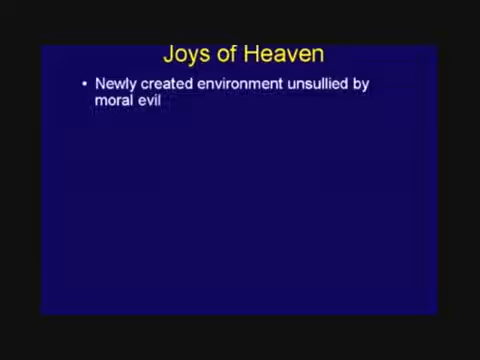 Joys of Heaven
• Newly created environment unsullied by
moral evil